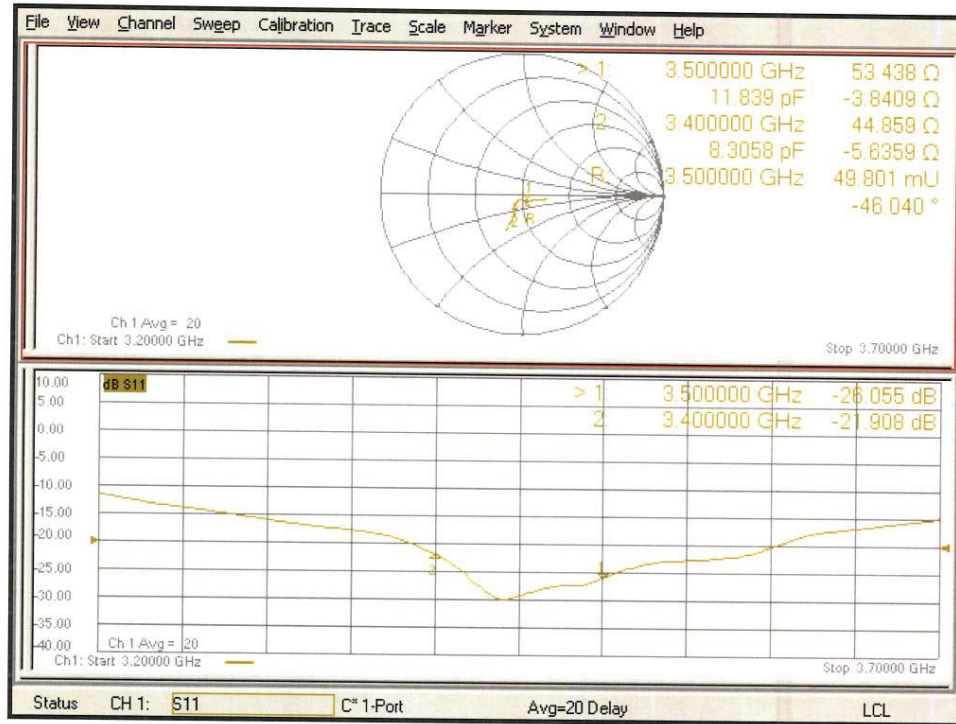 File View Channel Sweep Calibration Trace Scale Marker System Window Help
> 1: 3.500000 GHz 53.438 Ω
11.839 pF -3.8409 Ω
2: 3.400000 GHz 44.859 Ω
8.3058 pF -5.6359 Ω
R 3.500000 GHz 49.801 mU
-46.040 °
1
2 R
Ch 1 Avg = 20
Ch1: Start 3.20000 GHz
Stop 3.70000 GHz
10.00
dB S11
5.00
0.00
-5.00
-10.00
-15.00
-20.00
-25.00
-30.00
-35.00
-40.00
> 1: 3.500000 GHz -26.055 dB
2: 3.400000 GHz -21.908 dB
2
1
Ch 1 Avg = 20
Ch1: Start 3.20000 GHz
Stop 3.70000 GHz
Status CH 1: S11 C* 1-Port Avg=20 Delay LCL